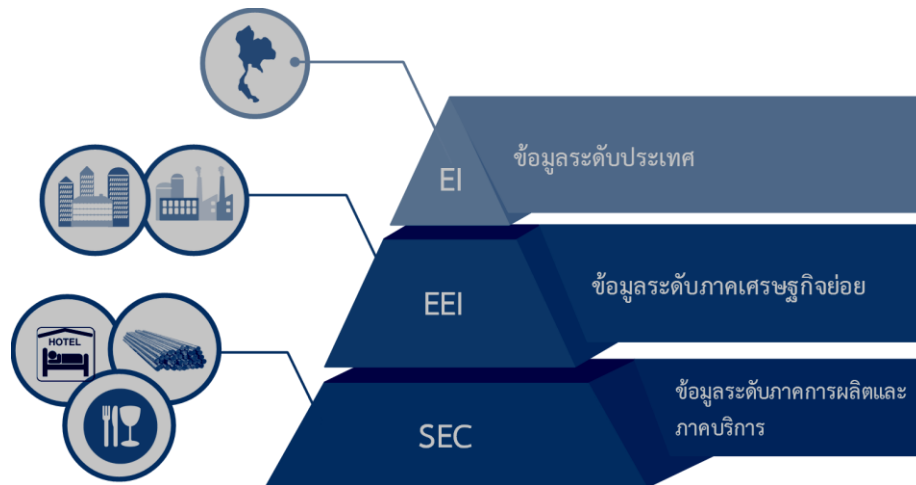 EI
ข้อมูลระดับประเทศ
EEI
ข้อมูลระดับภาคเศรษฐกิจย่อย
HOTEL
SEC
ข้อมูลระดับภาคการผลิตและ
ภาคบริการ